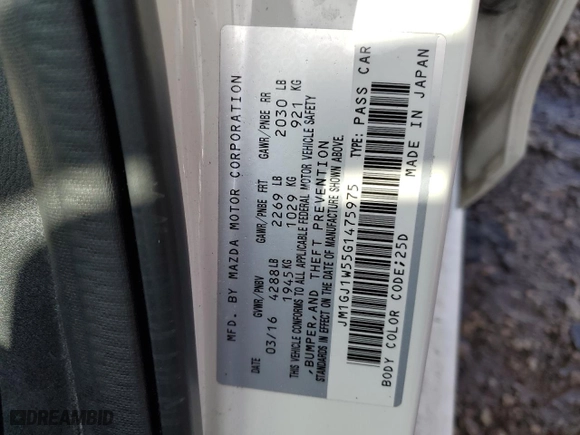 MFD. BY MAZDA MOTOR CORPORATION
DATE GVWR/PNBV GAWR/PNBE FRT GAWR/PNBE RR
03/16 4288LB 2269 LB 2030 LB
1945KG 1029 KG 921 KG
THIS VEHICLE CONFORMS TO ALL APPLICABLE FEDERAL MOTOR VEHICLE SAFETY
,BUMPER,AND THEFT PREVENTION
STANDARDS IN EFFECT ON THE DATE OF MANUFACTURE SHOWN ABOVE.
JM1GJ1W55G1475975 TYPE: PASS CAR
BODY COLOR CODE;25D MADE IN JAPAN
DREAMBID